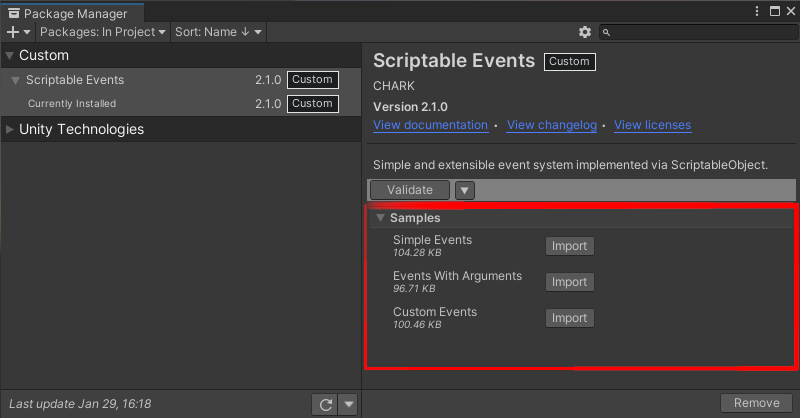 Package Manager
Packages: In Project
Sort: Name ↓
Custom
Scriptable Events 2.1.0 Custom
Currently Installed 2.1.0 Custom
Unity Technologies
Last update Jan 29, 16:18
Scriptable Events Custom
CHARK
Version 2.1.0
View documentation • View changelog • View licenses
Simple and extensible event system implemented via ScriptableObject.
Validate
Samples
Simple Events Import
104.28 KB
Events With Arguments Import
96.71 KB
Custom Events Import
100.46 KB
Remove